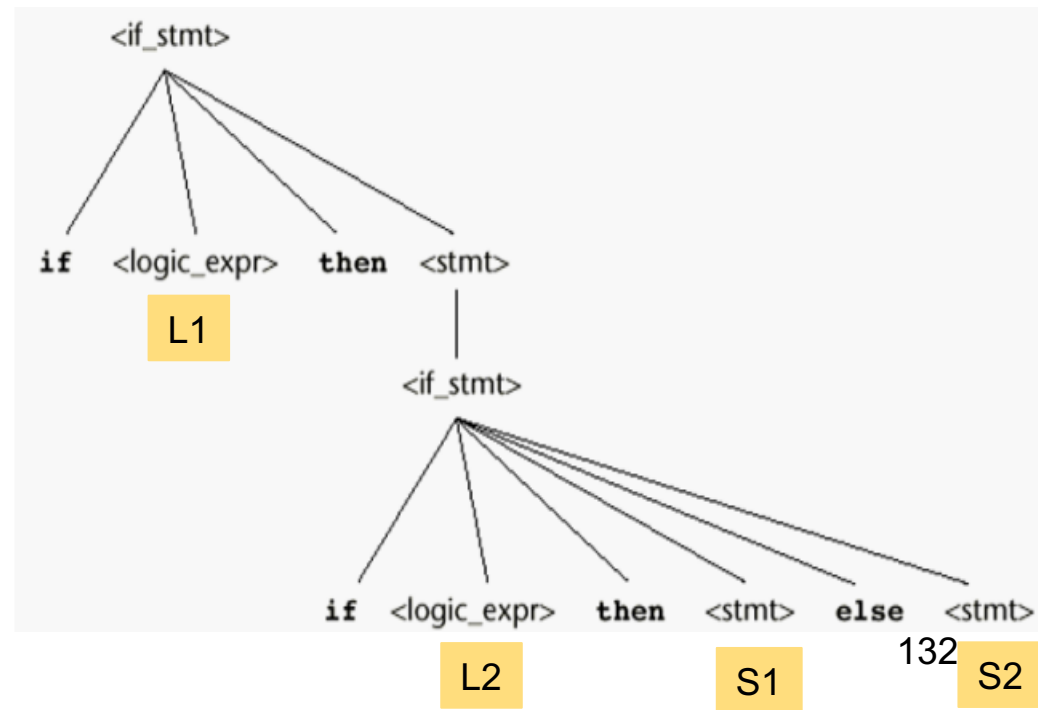 <if_stmt>
if <logic_expr> then <stmt>
L1
<if_stmt>
if <logic_expr> then <stmt> else <stmt>
132
L2 S1 S2